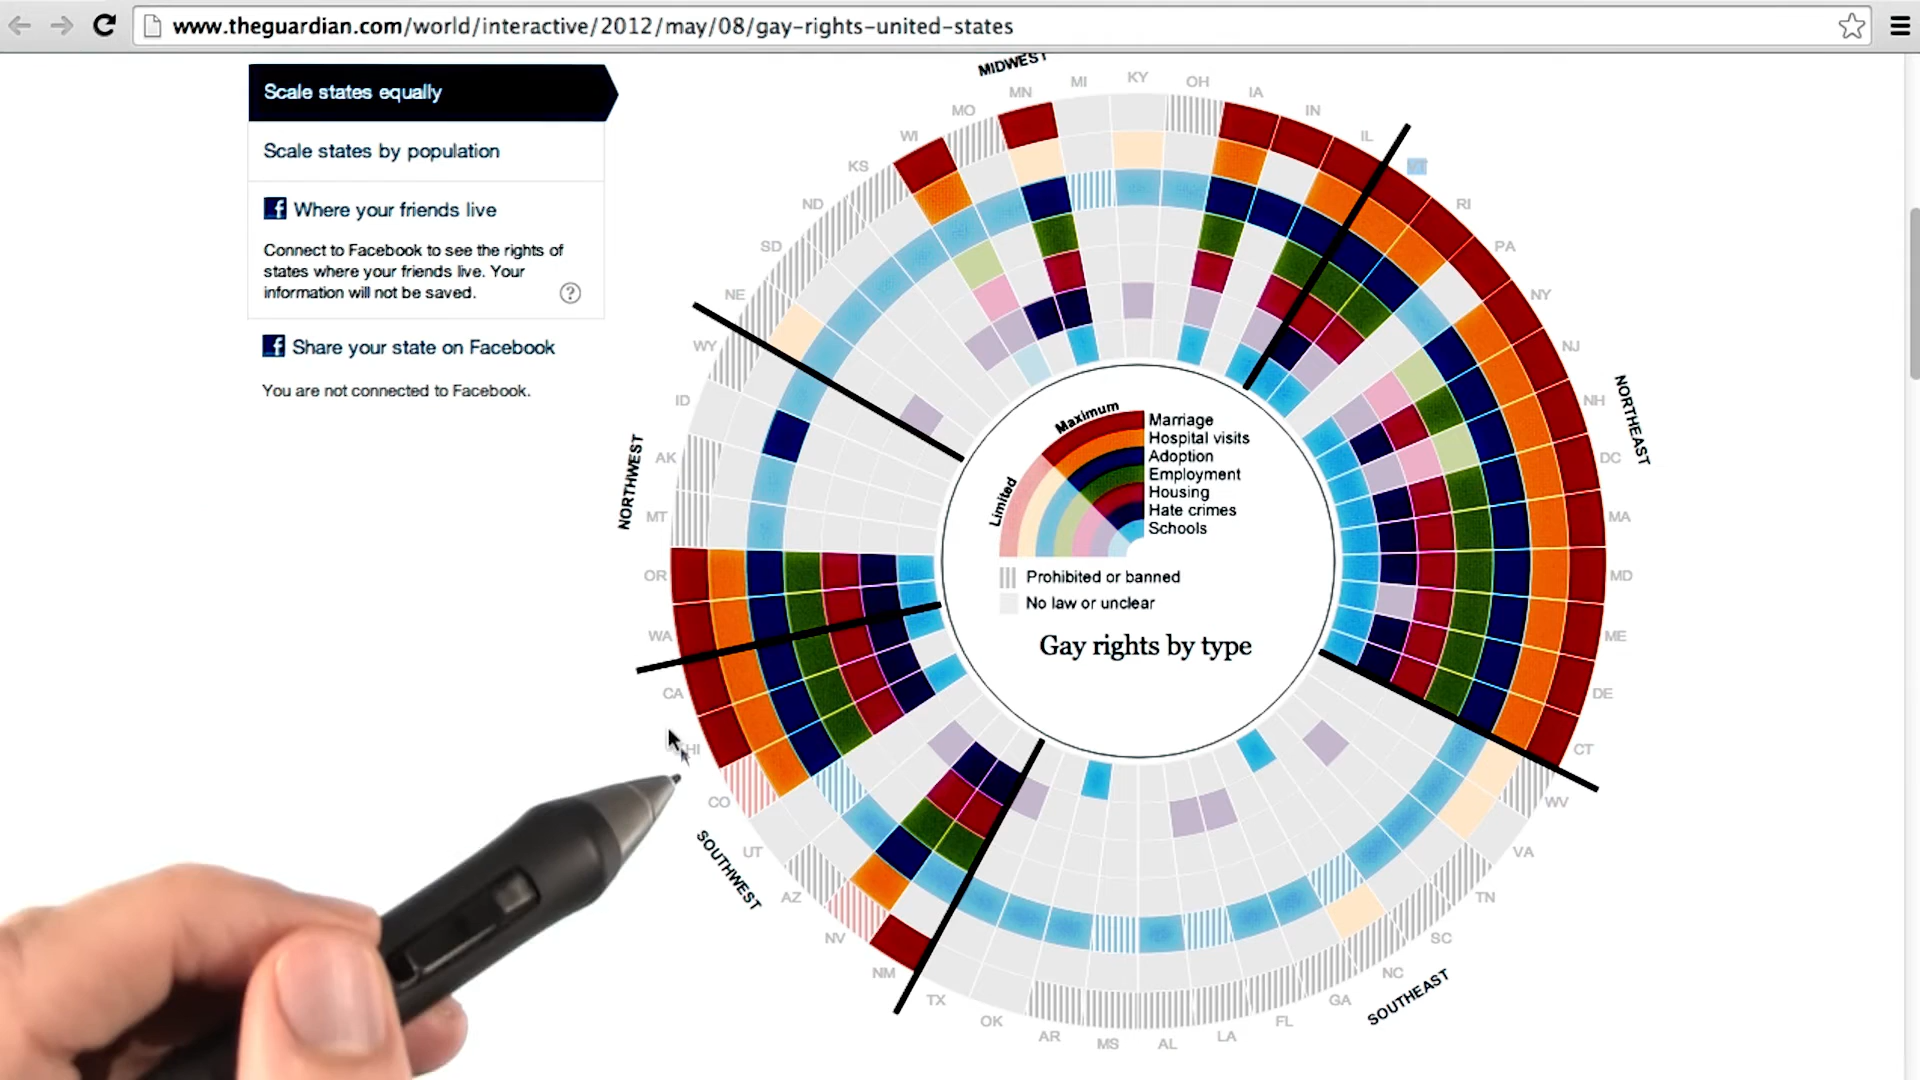 www.theguardian.com/world/interactive/2012/may/08/gay-rights-united-states
Scale states equally
Scale states by population
f Where your friends live
Connect to Facebook to see the rights of
states where your friends live. Your
information will not be saved. ?
f Share your state on Facebook
You are not connected to Facebook.
MIDWEST
MI
KY
OH
IA
IN
IL
VT
RI
PA
NY
NJ
NH
NORTHEAST
DC
MA
MD
ME
DE
CT
WV
VA
TN
SC
NC
SOUTHEAST
GA
FL
LA
AL
MS
AR
OK
TX
NM
NV
AZ
SOUTHWEST
UT
CO
HI
CA
WA
OR
MT
NORTHWEST
AK
ID
WY
NE
SD
ND
KS
WI
MO
MN
Maximum
Limited
Marriage
Hospital visits
Adoption
Employment
Housing
Hate crimes
Schools
Prohibited or banned
No law or unclear
Gay rights by type